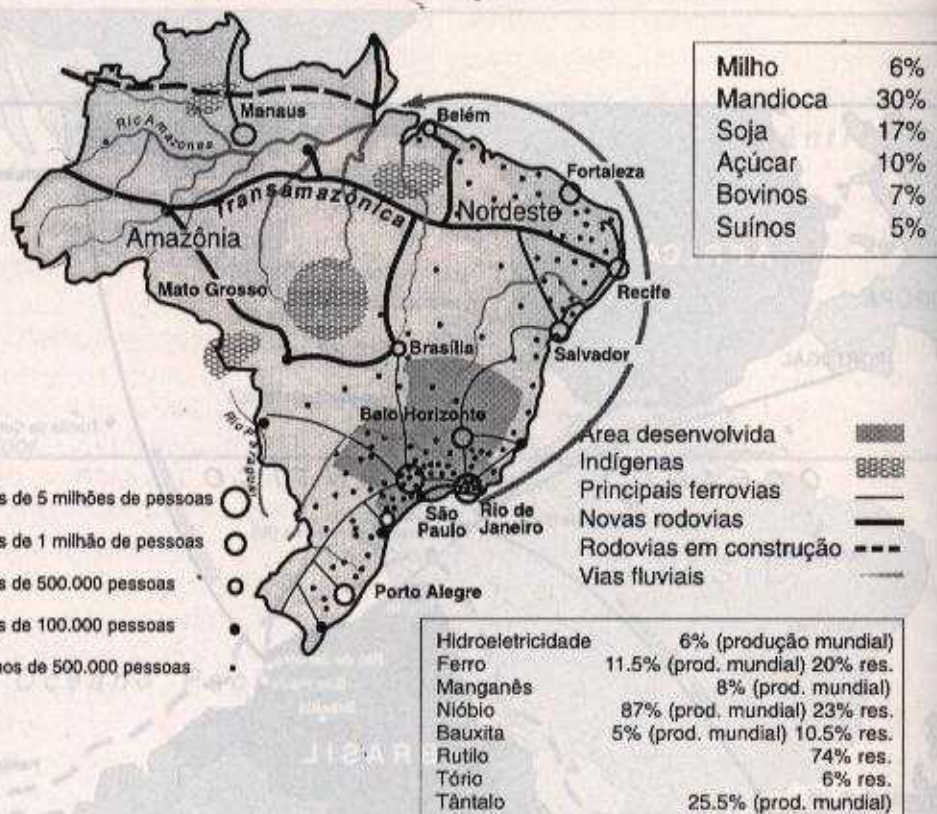 Milho 6%
Mandioca 30%
Soja 17%
Açúcar 10%
Bovinos 7%
Suínos 5%
Manaus
Rio Amazonas
Belém
Fortaleza
Transamazônica
Nordeste
Amazônia
Mato Grosso
Recife
Brasília
Salvador
Belo Horizonte
Rio Paraguai
São Paulo
Rio de Janeiro
Porto Alegre
Área desenvolvida
Indígenas
Principais ferrovias
Novas rodovias
Rodovias em construção
Vias fluviais
s de 5 milhões de pessoas
s de 1 milhão de pessoas
s de 500.000 pessoas
s de 100.000 pessoas
nos de 500.000 pessoas
Hidroeletricidade 6% (produção mundial)
Ferro 11.5% (prod. mundial) 20% res.
Manganês 8% (prod. mundial)
Nióbio 87% (prod. mundial) 23% res.
Bauxita 5% (prod. mundial) 10.5% res.
Rutilo 74% res.
Tório 6% res.
Tântalo 25.5% (prod. mundial)